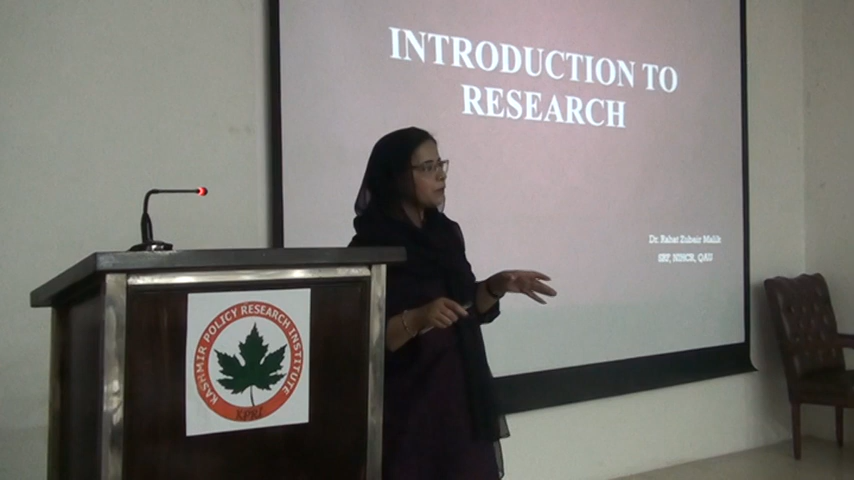 INTRODUCTION TO
RESEARCH
Dr. Rahat Zubair Malik
SRF, NIHCR, QAU
KASHMIR POLICY RESEARCH INSTITUTE
KPRI